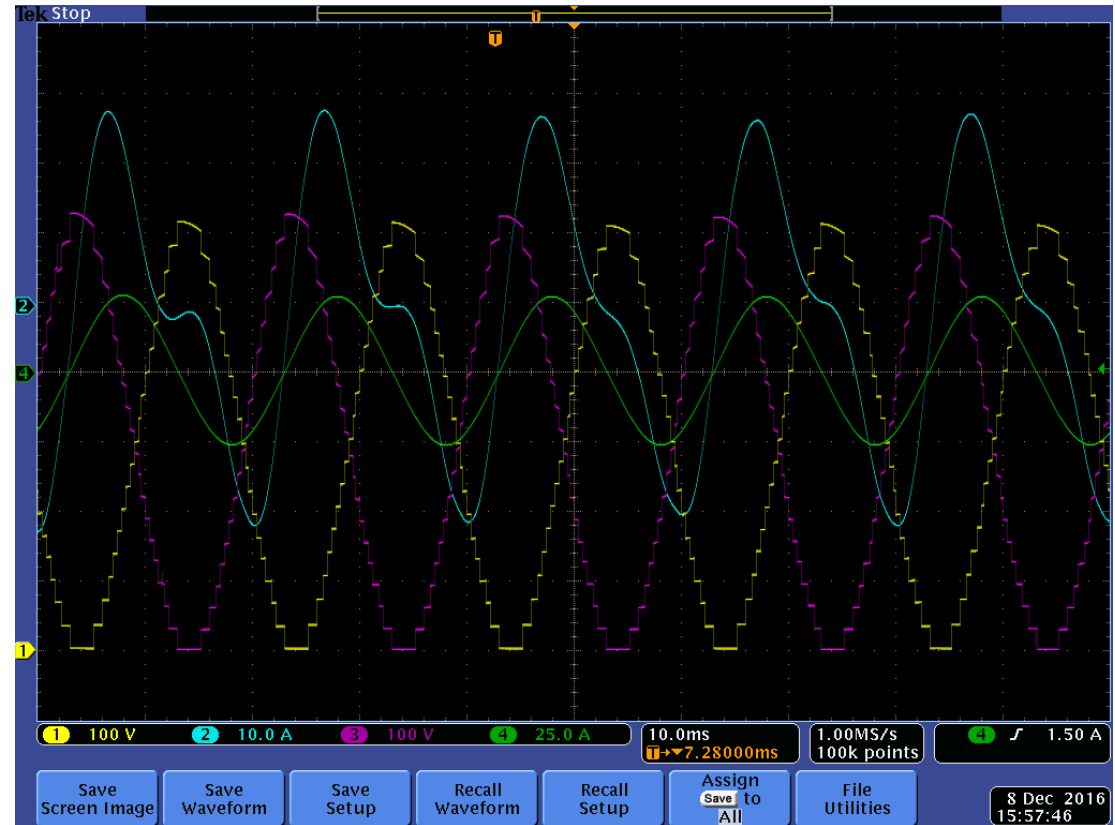 Tek Stop
T
T
2
4
1
1 100 V 2 10.0 A 3 100 V 4 25.0 A
10.0ms
T→▼7.28000ms
1.00MS/s
100k points
4 ∫ 1.50 A
Save
Screen Image
Save
Waveform
Save
Setup
Recall
Waveform
Recall
Setup
Assign
Save to
All
File
Utilities
8 Dec 2016
15:57:46